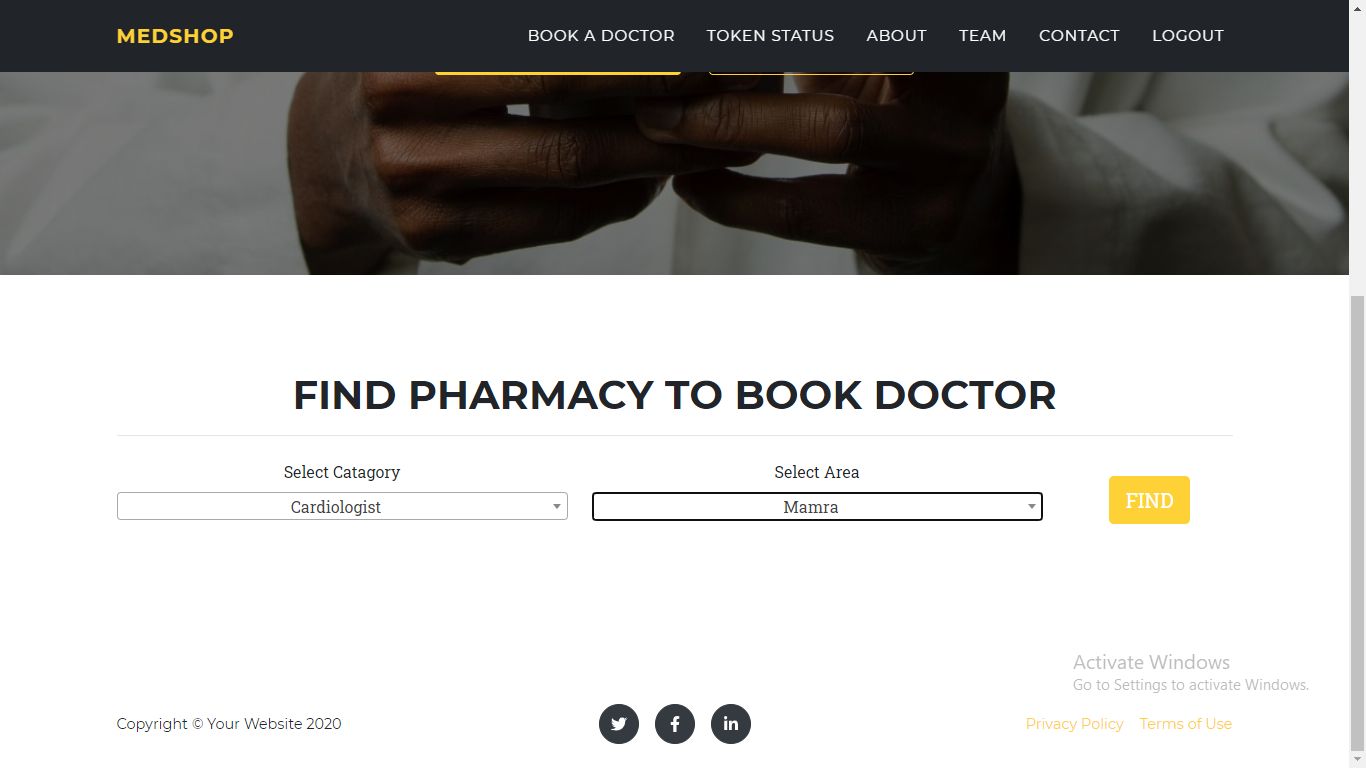 MEDSHOP
BOOK A DOCTOR TOKEN STATUS ABOUT TEAM CONTACT LOGOUT
FIND PHARMACY TO BOOK DOCTOR
Select Catagory
Cardiologist
Select Area
Mamra
FIND
Activate Windows
Go to Settings to activate Windows.
Copyright © Your Website 2020
Privacy Policy Terms of Use